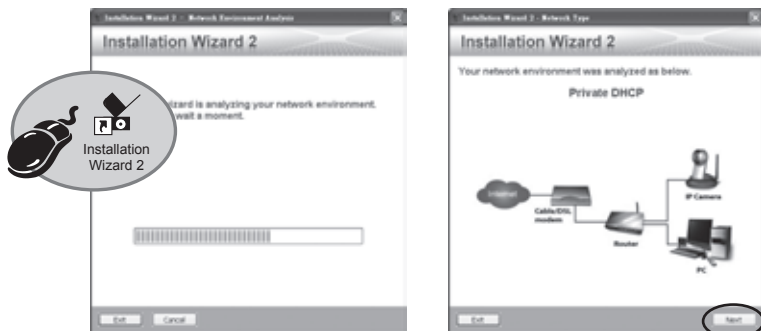 Installation Wizard 2 - Network Environment Analysis
Installation Wizard 2
izard is analyzing your network environment.
wait a moment.
Installation
Wizard 2
Exit
Cancel
Installation Wizard 2 - Network Type
Installation Wizard 2
Your network environment was analyzed as below.
Private DHCP
Internet
Cable/DSL
modem
Router
IP Camera
PC
Exit
Next